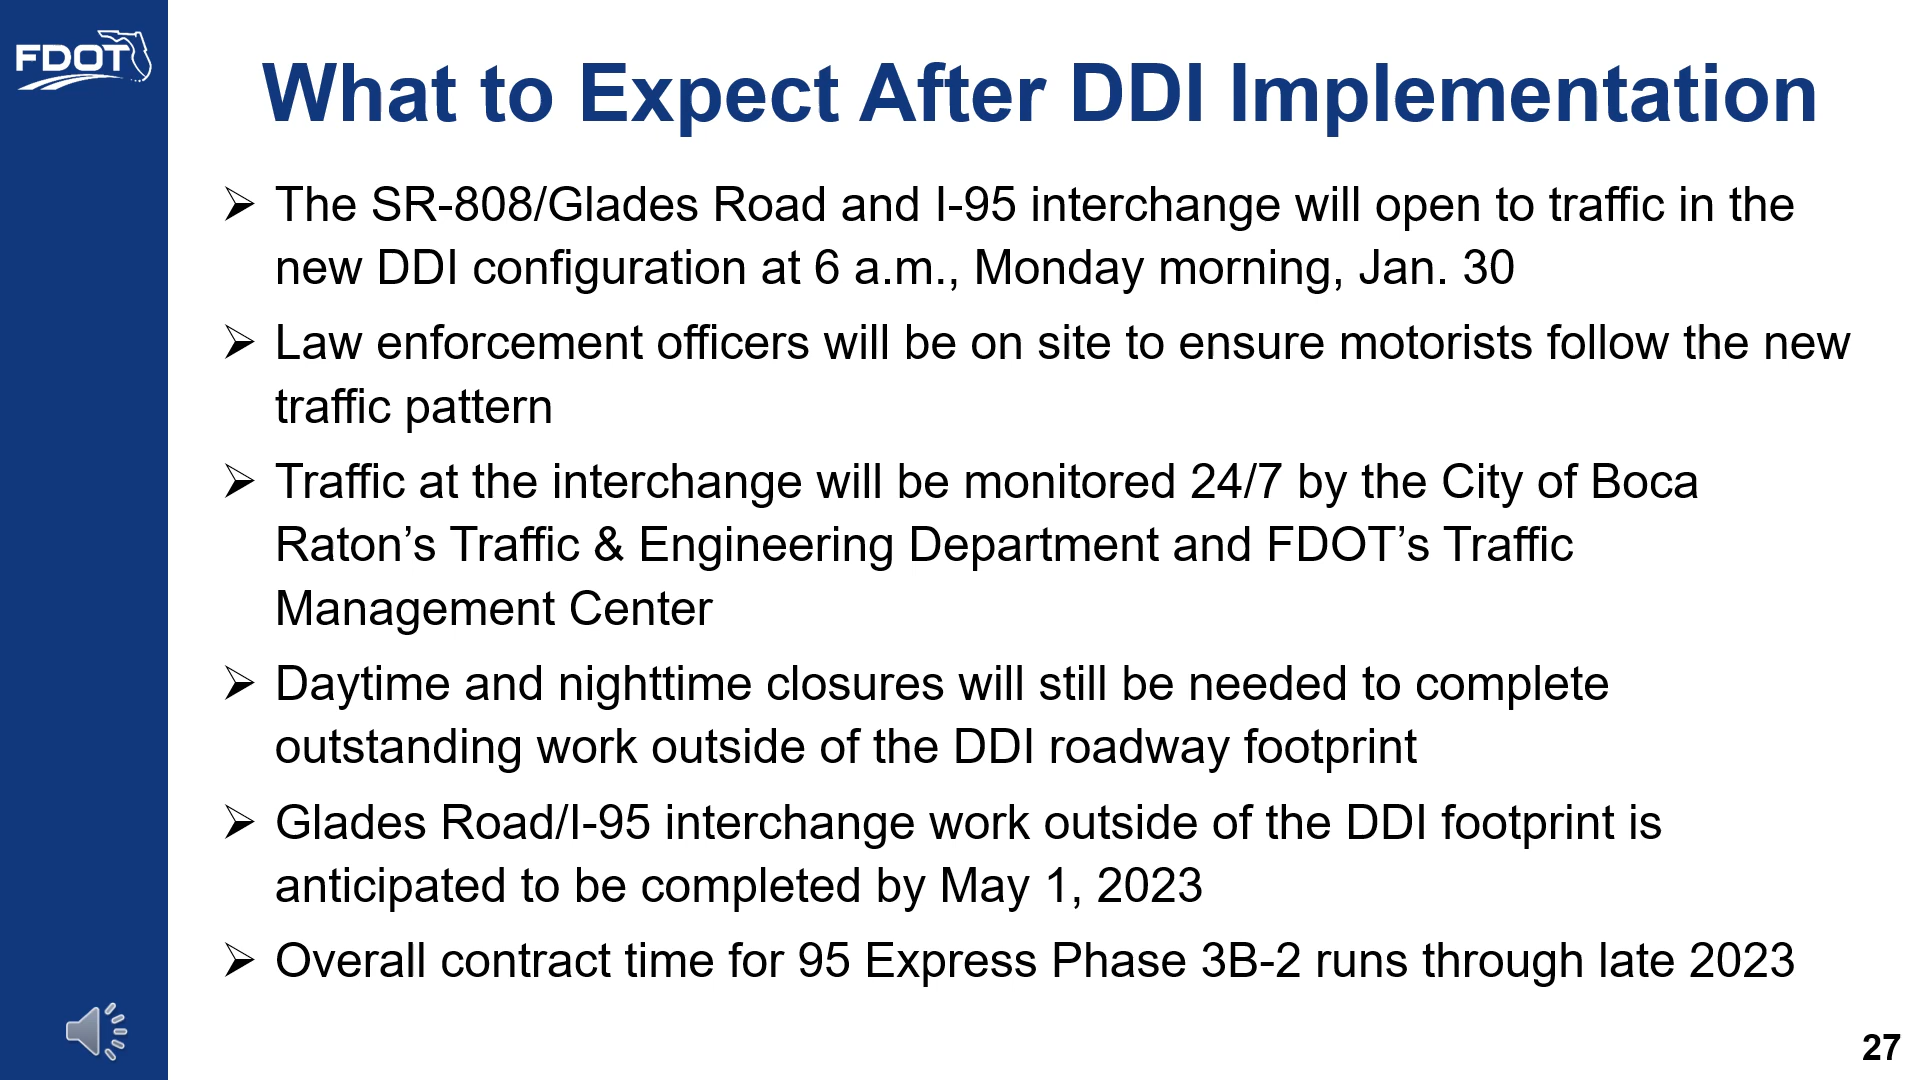 FDOT
What to Expect After DDI Implementation
➢ The SR-808/Glades Road and I-95 interchange will open to traffic in the
new DDI configuration at 6 a.m., Monday morning, Jan. 30
➢ Law enforcement officers will be on site to ensure motorists follow the new
traffic pattern
➢ Traffic at the interchange will be monitored 24/7 by the City of Boca
Raton’s Traffic & Engineering Department and FDOT’s Traffic
Management Center
➢ Daytime and nighttime closures will still be needed to complete
outstanding work outside of the DDI roadway footprint
➢ Glades Road/I-95 interchange work outside of the DDI footprint is
anticipated to be completed by May 1, 2023
➢ Overall contract time for 95 Express Phase 3B-2 runs through late 2023
27